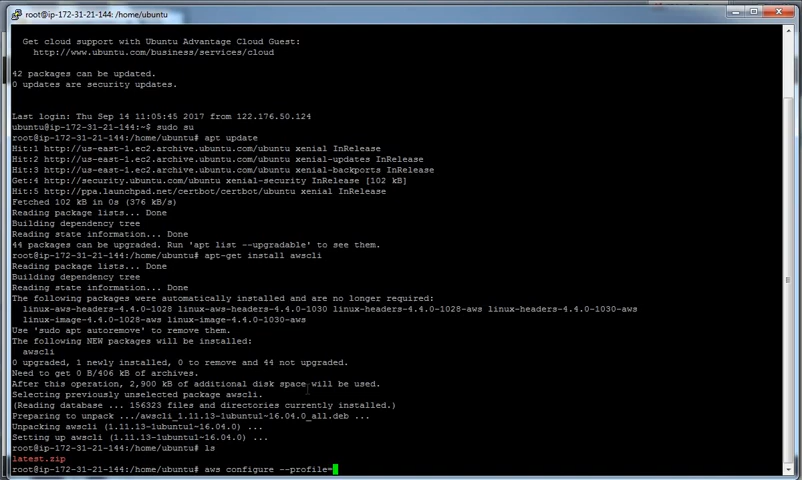 root@ip-172-31-21-144: /home/ubuntu
Get cloud support with Ubuntu Advantage Cloud Guest:
http://www.ubuntu.com/business/services/cloud
42 packages can be updated.
0 updates are security updates.
Last login: Thu Sep 14 11:05:45 2017 from 122.176.50.124
ubuntu@ip-172-31-21-144:~$ sudo su
root@ip-172-31-21-144:/home/ubuntu# apt update
Hit:1 http://us-east-1.ec2.archive.ubuntu.com/ubuntu xenial InRelease
Hit:2 http://us-east-1.ec2.archive.ubuntu.com/ubuntu xenial-updates InRelease
Hit:3 http://us-east-1.ec2.archive.ubuntu.com/ubuntu xenial-backports InRelease
Get:4 http://security.ubuntu.com/ubuntu xenial-security InRelease [102 kB]
Hit:5 http://ppa.launchpad.net/certbot/certbot/ubuntu xenial InRelease
Fetched 102 kB in 0s (376 kB/s)
Reading package lists... Done
Building dependency tree
Reading state information... Done
44 packages can be upgraded. Run 'apt list --upgradable' to see them.
root@ip-172-31-21-144:/home/ubuntu# apt-get install awscli
Reading package lists... Done
Building dependency tree
Reading state information... Done
The following packages were automatically installed and are no longer required:
linux-aws-headers-4.4.0-1028 linux-aws-headers-4.4.0-1030 linux-headers-4.4.0-1028-aws linux-headers-4.4.0-1030-aws
linux-image-4.4.0-1028-aws linux-image-4.4.0-1030-aws
Use 'sudo apt autoremove' to remove them.
The following NEW packages will be installed:
awscli
0 upgraded, 1 newly installed, 0 to remove and 44 not upgraded.
Need to get 0 B/406 kB of archives.
After this operation, 2,900 kB of additional disk space will be used.
Selecting previously unselected package awscli.
(Reading database ... 156323 files and directories currently installed.)
Preparing to unpack .../awscli_1.11.13-1ubuntu1~16.04.0_all.deb ...
Unpacking awscli (1.11.13-1ubuntu1~16.04.0) ...
Setting up awscli (1.11.13-1ubuntu1~16.04.0) ...
root@ip-172-31-21-144:/home/ubuntu# ls
latest.zip
root@ip-172-31-21-144:/home/ubuntu# aws configure --profile=